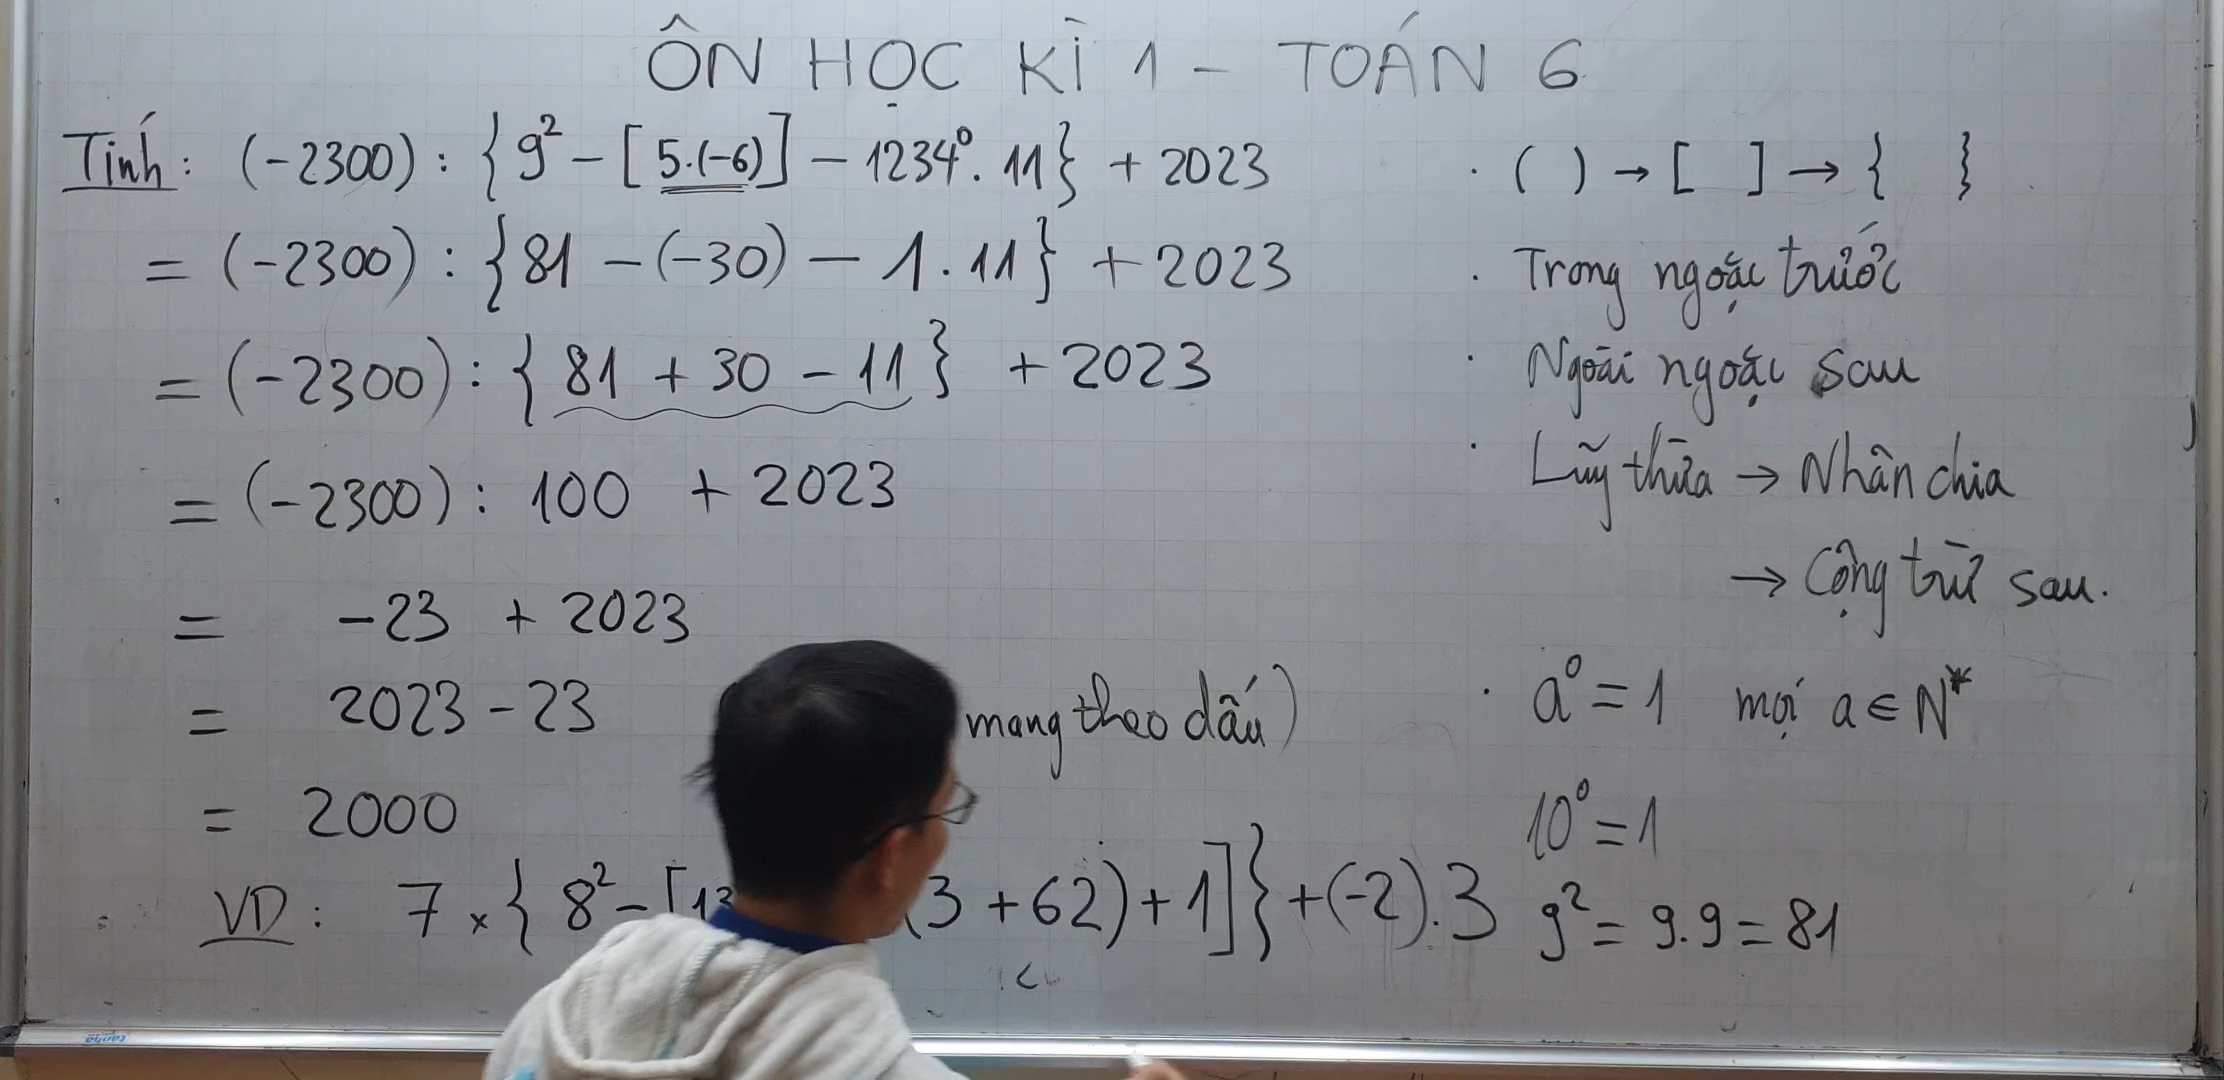 ÔN HỌC KÌ 1 - TOÁN 6
Tính: (-2300) : {9² - [5.(-6)] - 1234⁰. 11} + 2023
= (-2300) : {81 - (-30) - 1 . 11} + 2023
= (-2300) : {81 + 30 - 11} + 2023
= (-2300) : 100 + 2023
= -23 + 2023
= 2023 - 23 mang theo dấu)
= 2000
VD : 7 x {8² - [13 (3 + 62) + 1]} + (-2).3
. ( ) → [ ] → { }
. Trong ngoặc trước
. Ngoài ngoặc sau
. Lũy thừa → Nhân chia
→ Cộng trừ sau.
. a⁰ = 1 mọi a ∈ N*
10⁰ = 1
9² = 9.9 = 81